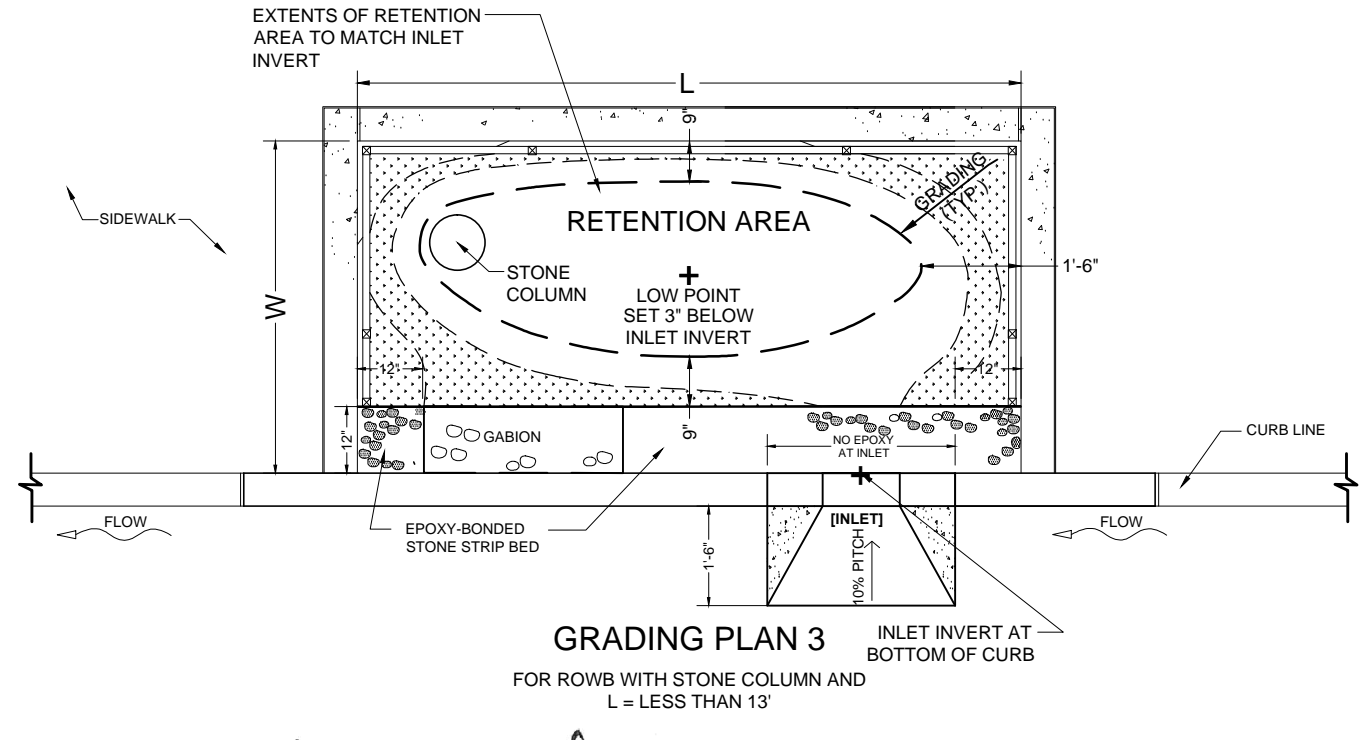 EXTENTS OF RETENTION
AREA TO MATCH INLET
INVERT
L
9"
GRADING
(TYP.)
SIDEWALK
RETENTION AREA
STONE
COLUMN
1'-6"
W
LOW POINT
SET 3" BELOW
INLET INVERT
12"
12"
12"
GABION
9"
NO EPOXY
AT INLET
CURB LINE
FLOW
EPOXY-BONDED
STONE STRIP BED
1'-6"
[INLET]
10% PITCH
FLOW
GRADING PLAN 3
INLET INVERT AT
BOTTOM OF CURB
FOR ROWB WITH STONE COLUMN AND
L = LESS THAN 13'